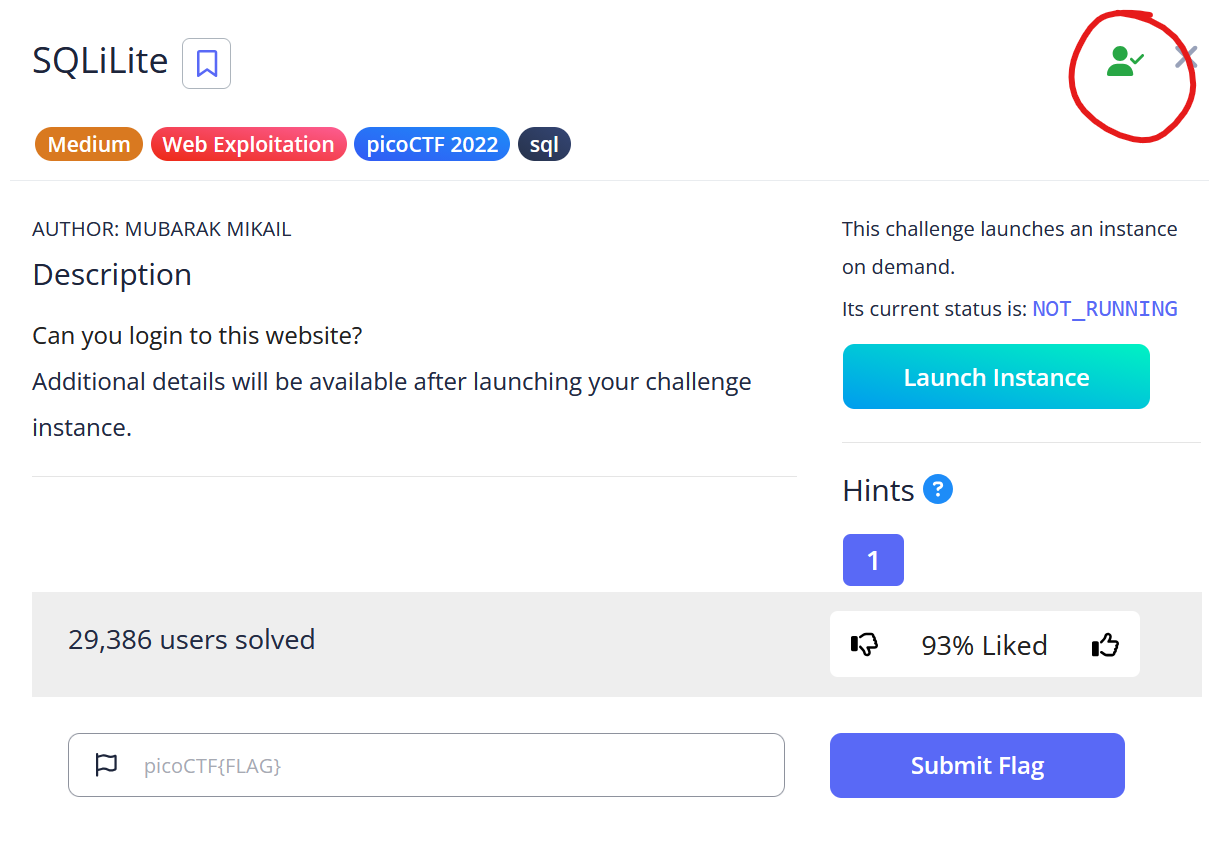 SQLiLite
Medium Web Exploitation picoCTF 2022 sql
AUTHOR: MUBARAK MIKAIL
Description
Can you login to this website?
Additional details will be available after launching your challenge
instance.
This challenge launches an instance
on demand.
Its current status is: NOT_RUNNING
Launch Instance
Hints ?
1
29,386 users solved
93% Liked
picoCTF{FLAG}
Submit Flag